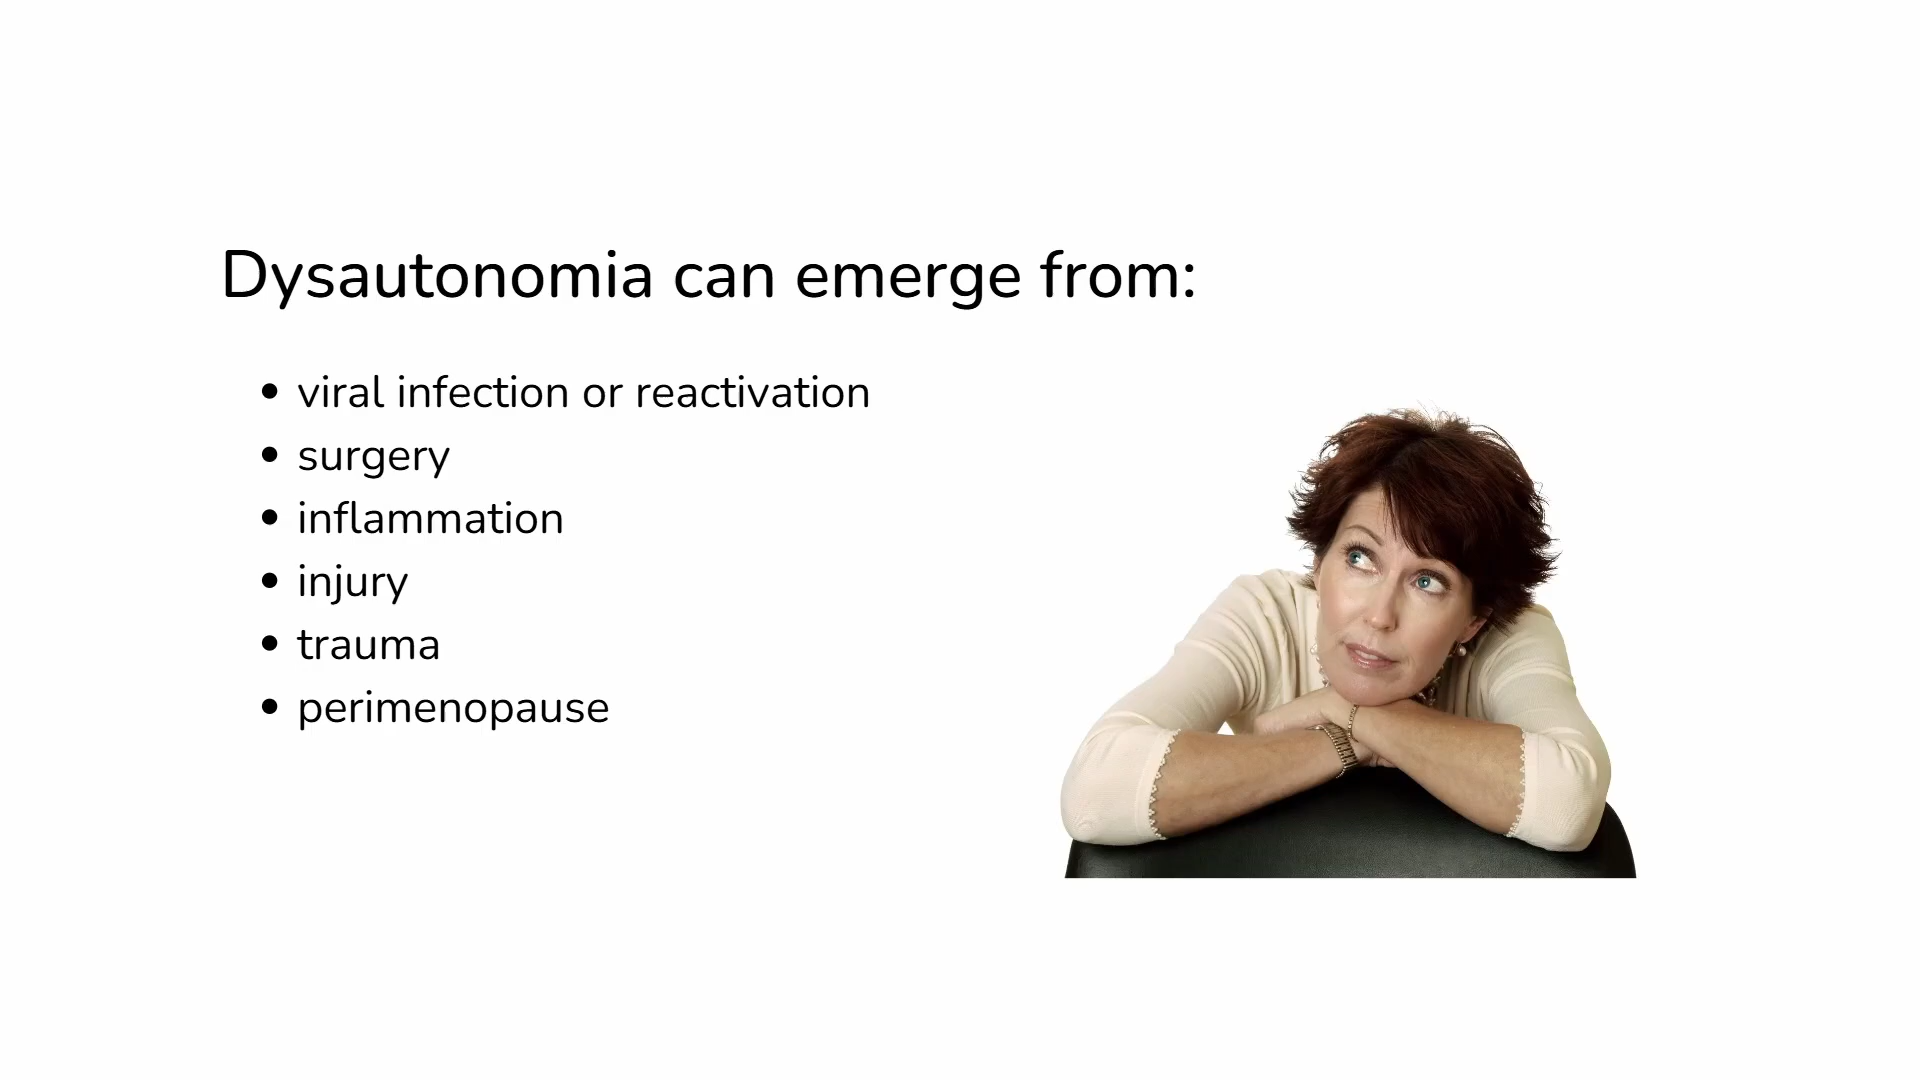 Dysautonomia can emerge from:
• viral infection or reactivation
• surgery
• inflammation
• injury
• trauma
• perimenopause